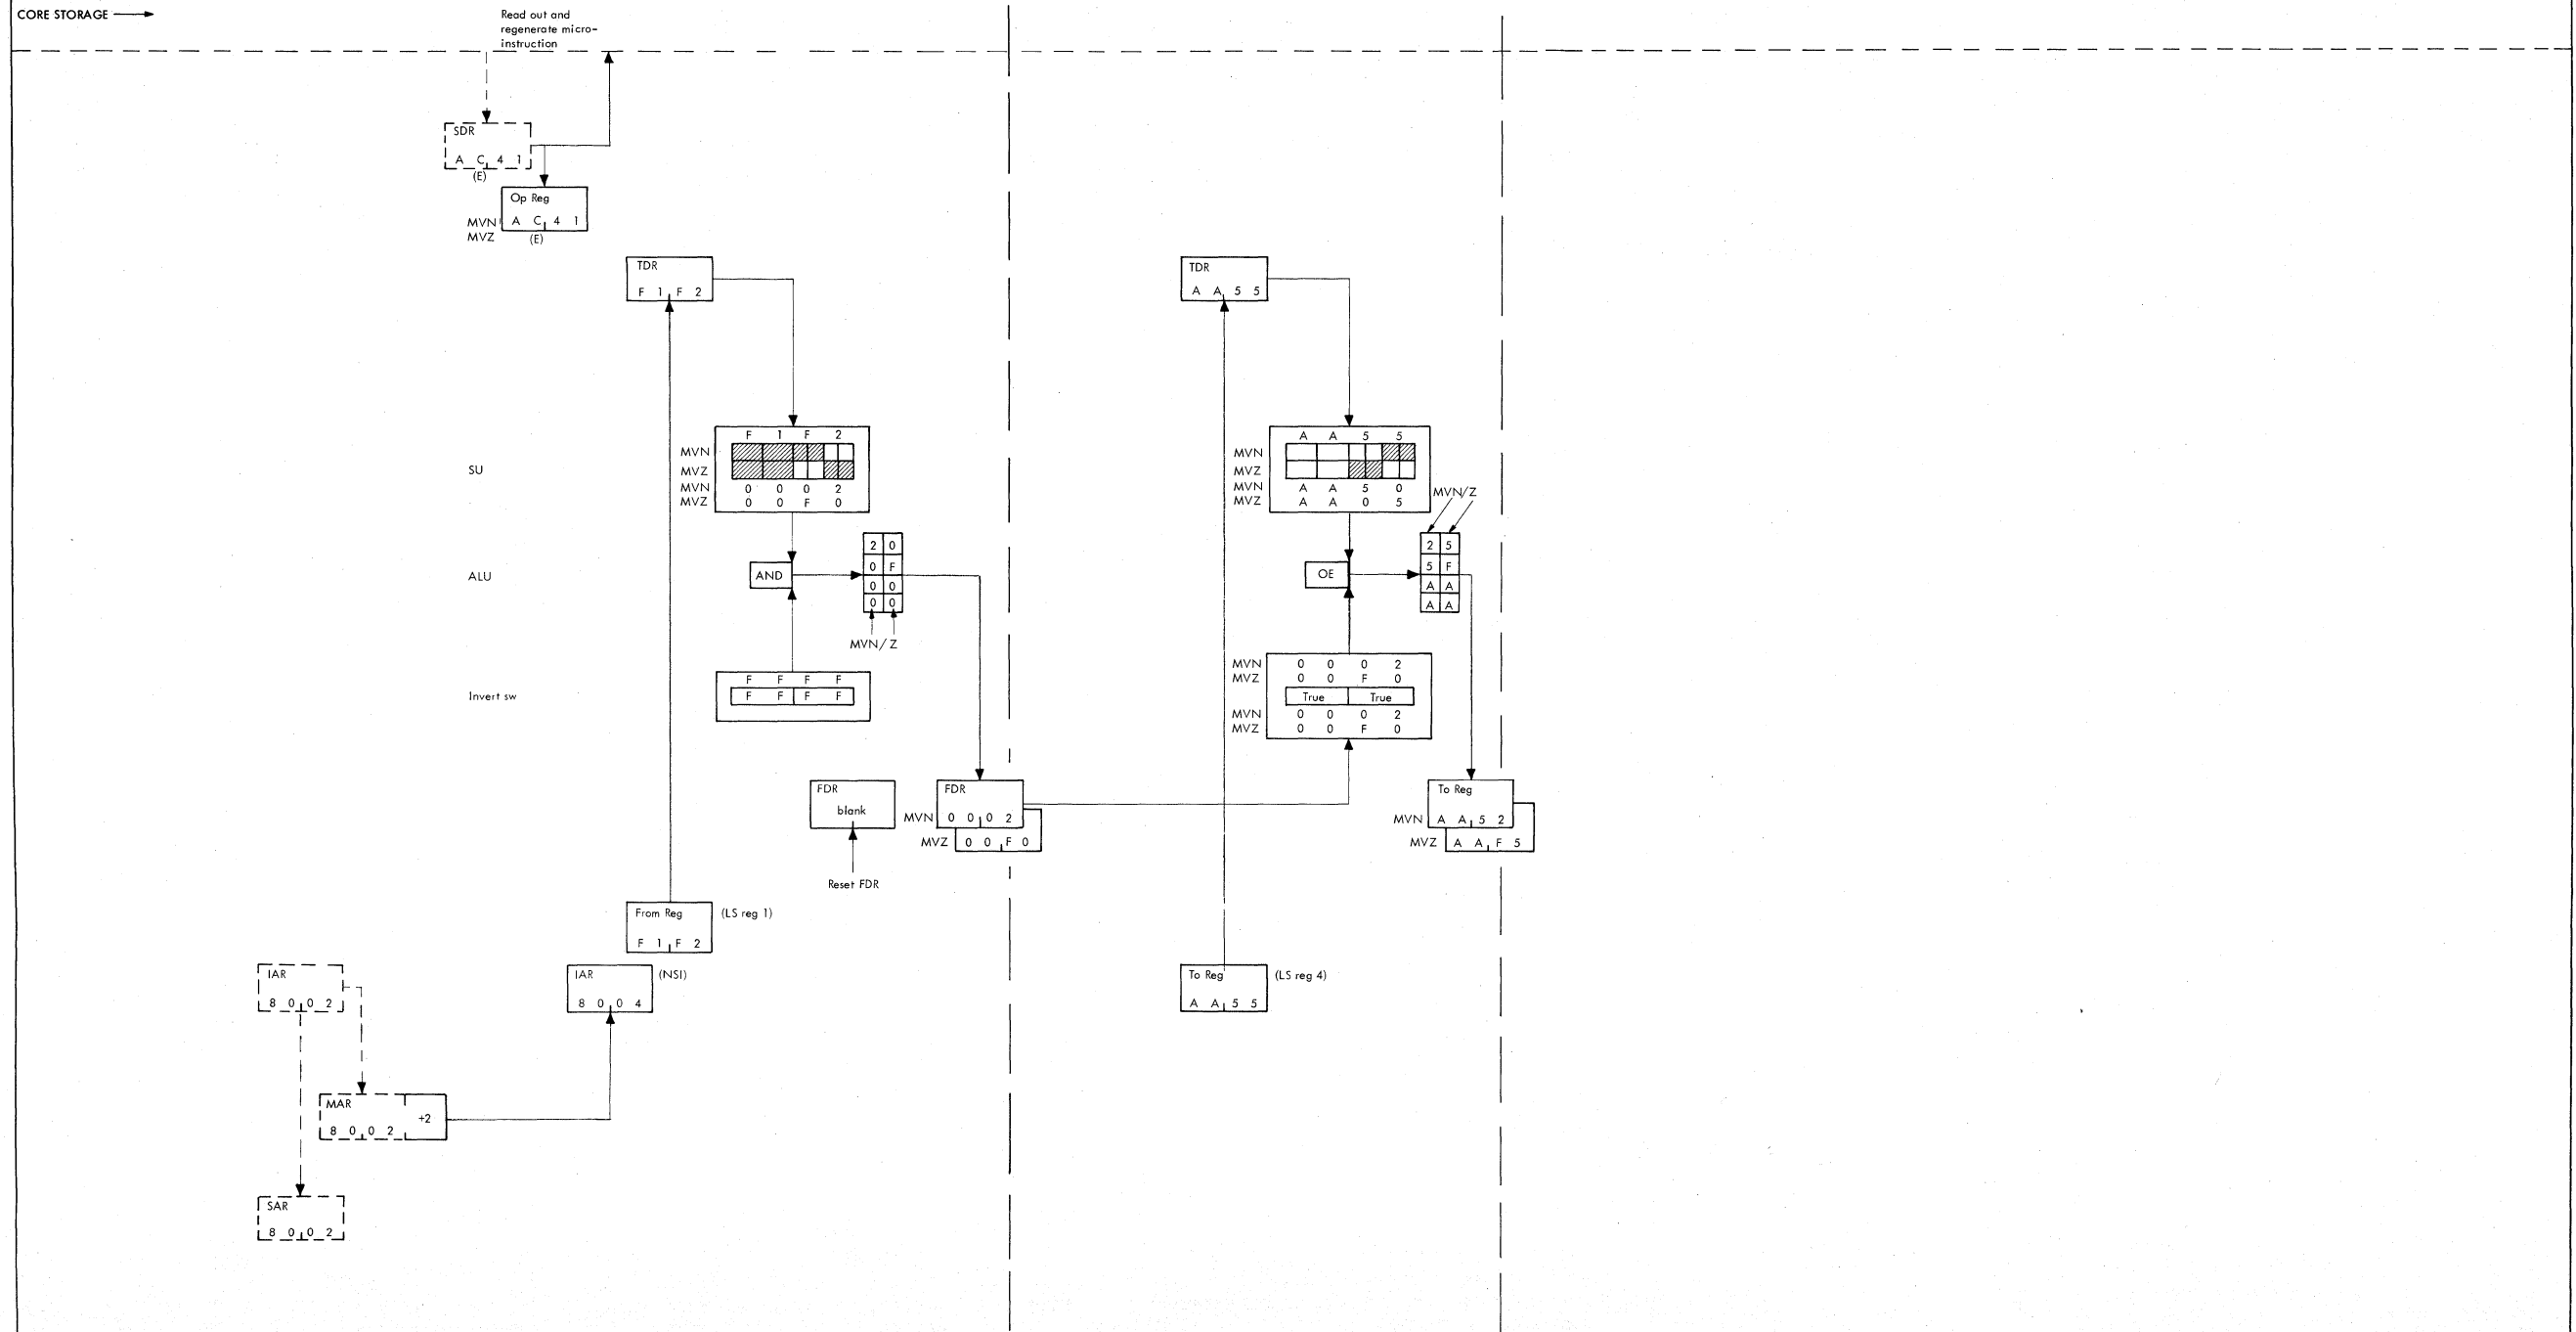 CORE STORAGE
Read out and
regenerate micro-
instruction
SDR
A C 4 1
(E)
Op Reg
MVN A C 4 1
MVZ (E)
TDR
F 1 F 2
TDR
A A 5 5
SU
F 1 F 2
MVN
MVZ
MVN 0 0 0 2
MVZ 0 0 F 0
A A 5 5
MVN
MVZ
MVN A A 5 0
MVZ A A 0 5
MVN/Z
ALU
AND
2 0
0 F
0 0
0 0
MVN/Z
OE
2 5
5 F
A A
A A
Invert sw
F F F F
F F F F
MVN 0 0 0 2
MVZ 0 0 F 0
True True
MVN 0 0 0 2
MVZ 0 0 F 0
FDR
blank
Reset FDR
FDR
MVN 0 0 0 2
MVZ 0 0 F 0
To Reg
MVN A A 5 2
MVZ A A F 5
From Reg (LS reg 1)
F 1 F 2
IAR
8 0 0 2
IAR (NSI)
8 0 0 4
To Reg (LS reg 4)
A A 5 5
MAR
+2
8 0 0 2
SAR
8 0 0 2